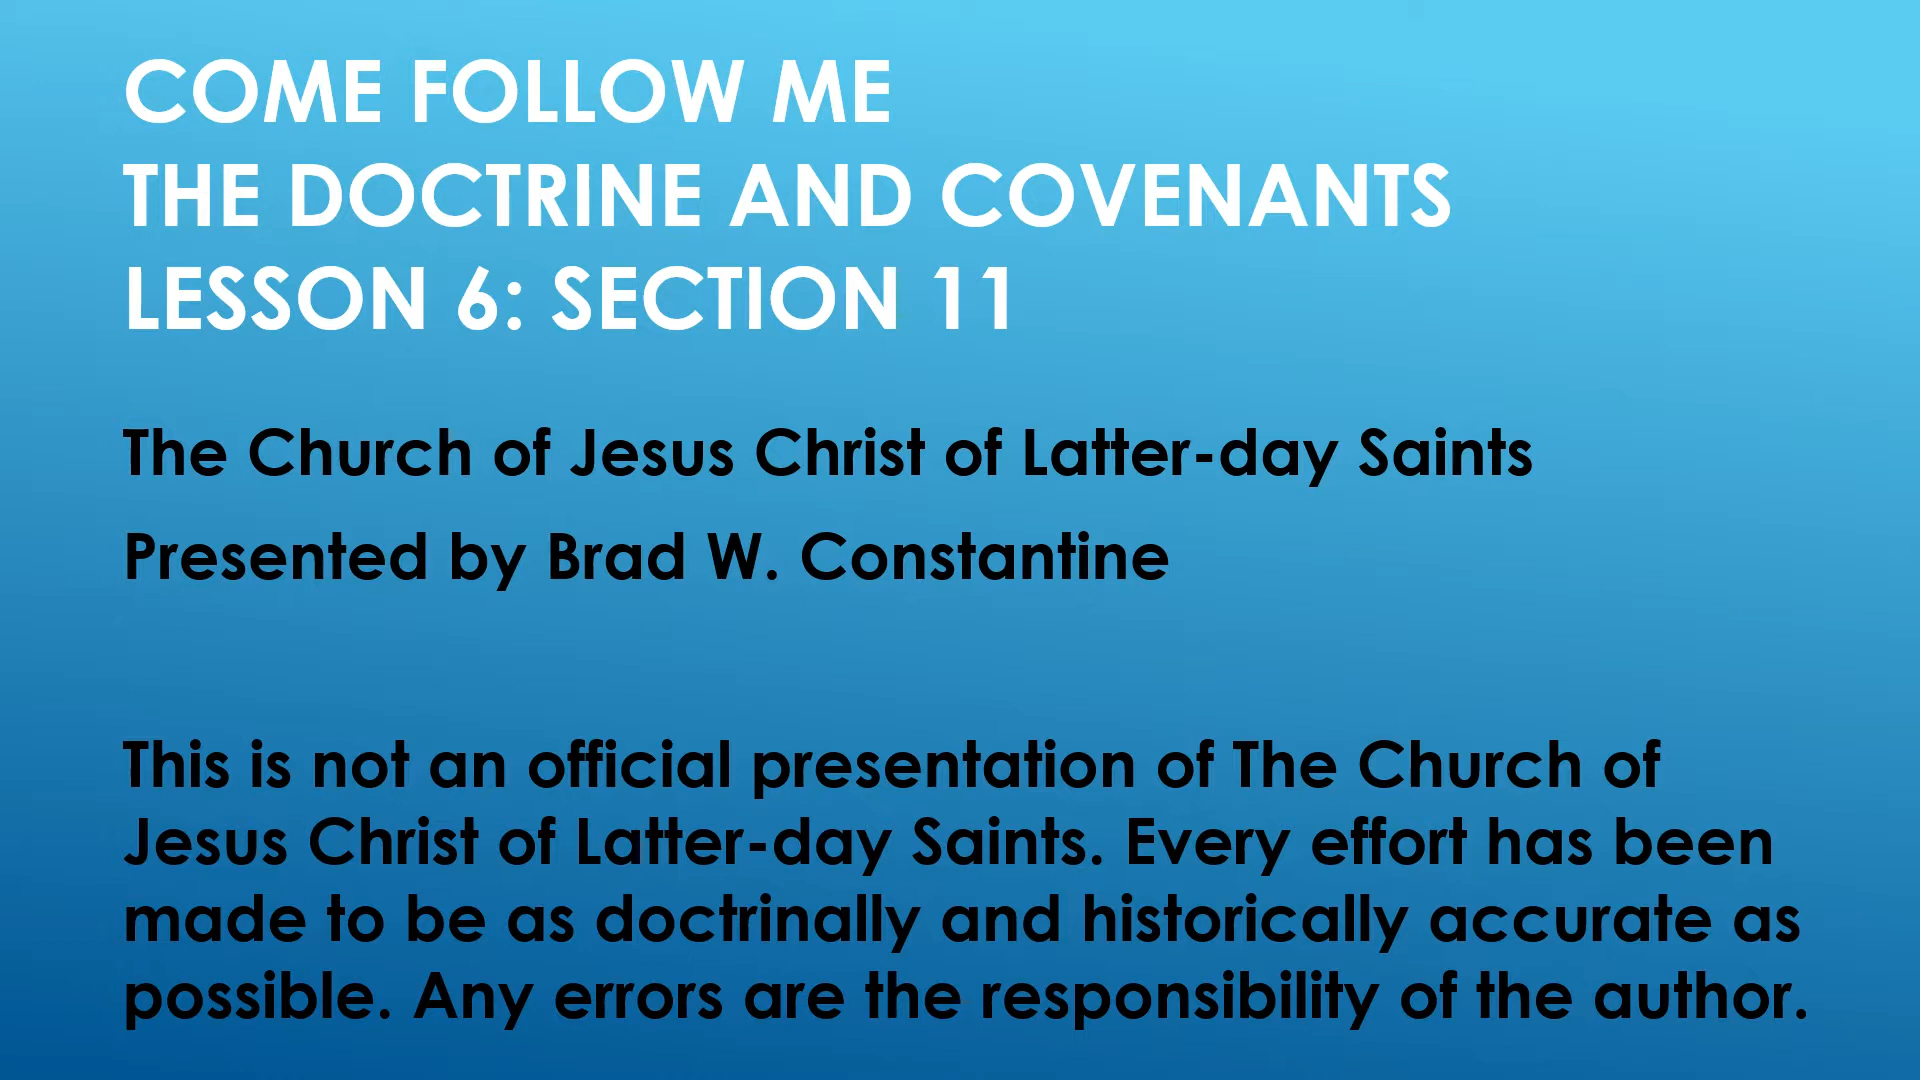 COME FOLLOW ME
THE DOCTRINE AND COVENANTS
LESSON 6: SECTION 11
The Church of Jesus Christ of Latter-day Saints
Presented by Brad W. Constantine
This is not an official presentation of The Church of
Jesus Christ of Latter-day Saints. Every effort has been
made to be as doctrinally and historically accurate as
possible. Any errors are the responsibility of the author.